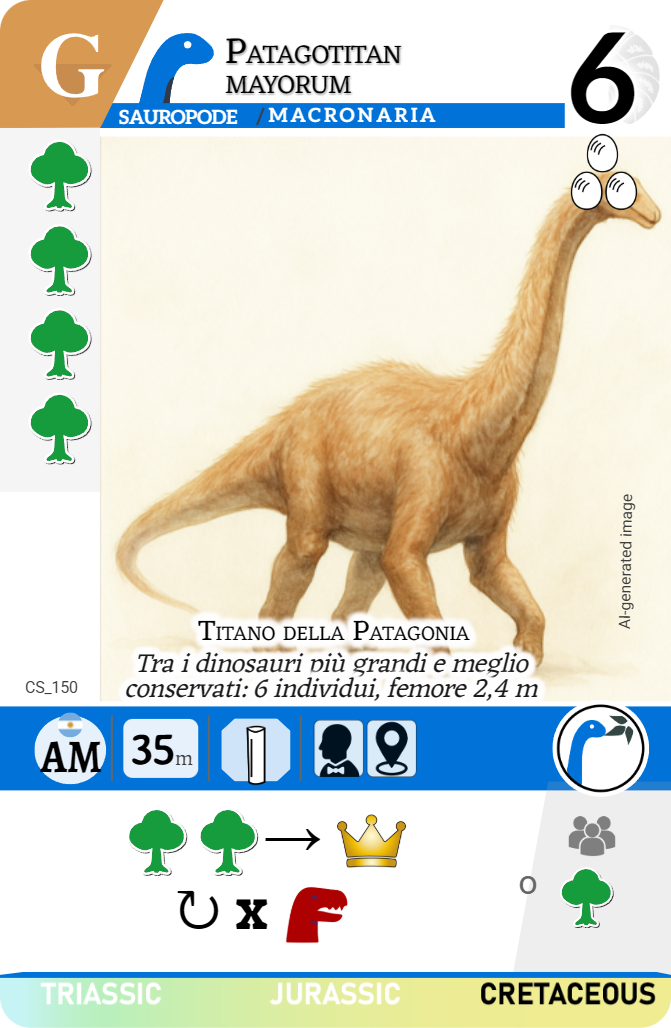 G
PATAGOTITAN
MAYORUM
6
SAUROPODE / MACRONARIA
AI-generated image
TITANO DELLA PATAGONIA
Tra i dinosauri più grandi e meglio
conservati: 6 individui, femore 2,4 m
CS_150
AM
35m
x
o
TRIASSIC JURASSIC CRETACEOUS